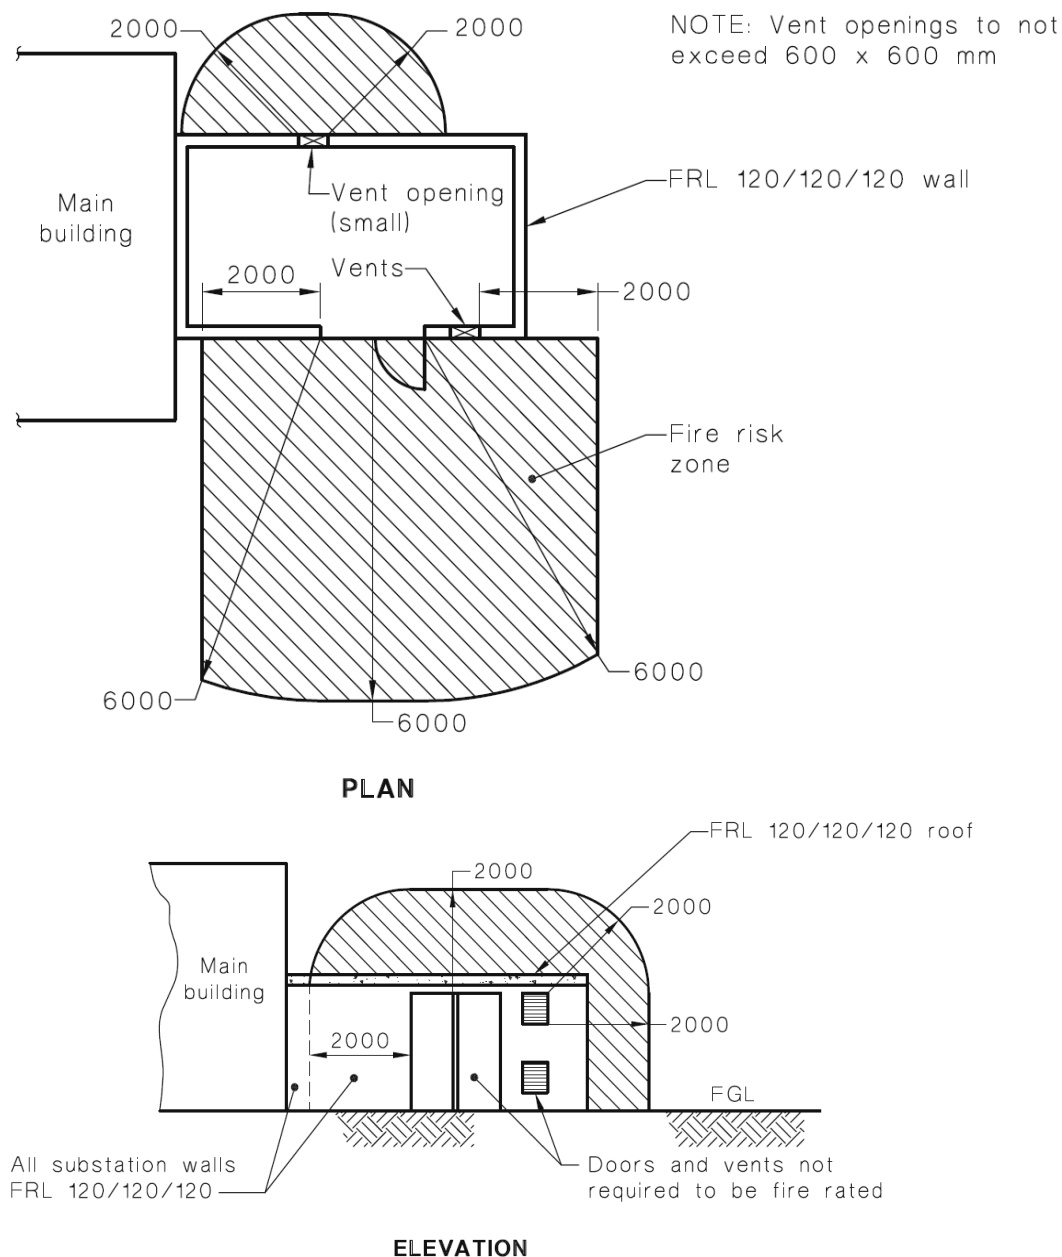 2000
2000
NOTE: Vent openings to not
exceed 600 x 600 mm
Main
building
Vent opening
(small)
FRL 120/120/120 wall
2000
Vents
2000
Fire risk
zone
6000
6000
6000
PLAN
FRL 120/120/120 roof
2000
2000
Main
building
2000
2000
FGL
All substation walls
FRL 120/120/120
Doors and vents not
required to be fire rated
ELEVATION